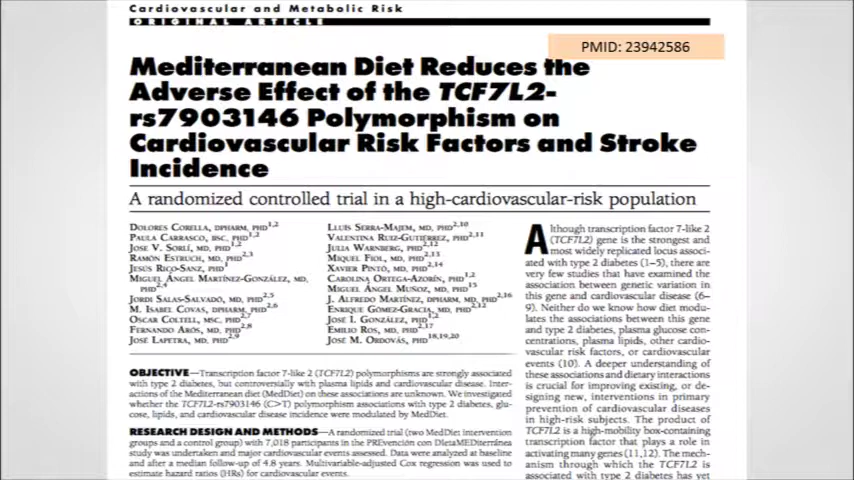 Cardiovascular and Metabolic Risk
ORIGINAL ARTICLE
PMID: 23942586
Mediterranean Diet Reduces the
Adverse Effect of the TCF7L2-
rs7903146 Polymorphism on
Cardiovascular Risk Factors and Stroke
Incidence
A randomized controlled trial in a high-cardiovascular-risk population
DOLORES CORELLA, DPHARM, PHD1,2
PAULA CARRASCO, BSC, PHD1,2
JOSE V. SORLÍ, MD, PHD1,2
RAMÓN ESTRUCH, MD, PHD2,3
JESÚS RICO-SANZ, PHD1
MIGUEL ÁNGEL MARTÍNEZ-GONZÁLEZ, MD,
PHD2,4
JORDI SALAS-SALVADÓ, MD, PHD2,5
M. ISABEL COVAS, DPHARM, PHD2,6
OSCAR COLTELL, MSC, PHD2,7
FERNANDO ARÓS, MD, PHD2,8
JOSÉ LAPETRA, MD, PHD2,9
LLUÍS SERRA-MAJEM, MD, PHD2,10
VALENTINA RUIZ-GUTIÉRREZ, PHD2,11
JULIA WARNBERG, PHD2,12
MIQUEL FIOL, MD, PHD2,13
XAVIER PINTÓ, MD, PHD2,14
CAROLINA ORTEGA-AZORÍN, PHD1,2
MIGUEL ÁNGEL MUÑOZ, MD, PHD15
J. ALFREDO MARTÍNEZ, DPHARM, MD, PHD2,16
ENRIQUE GÓMEZ-GRACIA, MD, PHD2,12
JOSÉ I. GONZÁLEZ, PHD1,2
EMILIO ROS, MD, PHD2,17
JOSÉ M. ORDOVÁS, PHD18,19,20
OBJECTIVE—Transcription factor 7-like 2 (TCF7L2) polymorphisms are strongly associated
with type 2 diabetes, but controversially with plasma lipids and cardiovascular disease. Inter-
actions of the Mediterranean diet (MedDiet) on these associations are unknown. We investigated
whether the TCF7L2-rs7903146 (C>T) polymorphism associations with type 2 diabetes, glu-
cose, lipids, and cardiovascular disease incidence were modulated by MedDiet.
RESEARCH DESIGN AND METHODS—A randomized trial (two MedDiet intervention
groups and a control group) with 7,018 participants in the PREvención con DIetaMEDiterránea
study was undertaken and major cardiovascular events assessed. Data were analyzed at baseline
and after a median follow-up of 4.8 years. Multivariable-adjusted Cox regression was used to
estimate hazard ratios (HRs) for cardiovascular events.
Although transcription factor 7-like 2
(TCF7L2) gene is the strongest and
most widely replicated locus associ-
ated with type 2 diabetes (1–5), there are
very few studies that have examined the
association between genetic variation in
this gene and cardiovascular disease (6–
9). Neither do we know how diet modu-
lates the associations between this gene
and type 2 diabetes, plasma glucose con-
centrations, plasma lipids, other cardio-
vascular risk factors, or cardiovascular
events (10). A deeper understanding of
these associations and dietary interactions
is crucial for improving existing, or de-
signing new, interventions in primary
prevention of cardiovascular diseases
in high-risk subjects. The product of
TCF7L2 is a high-mobility box-containing
transcription factor that plays a role in
activating many genes (11,12). The mech-
anism through which the TCF7L2 is
associated with type 2 diabetes has yet